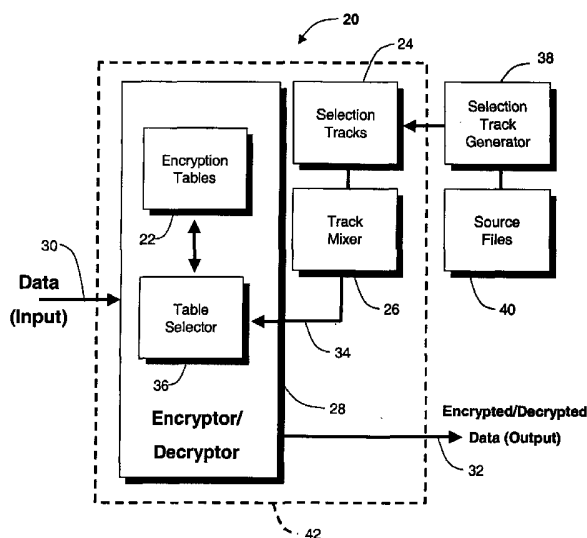 20
24
38
Selection
Tracks
Selection
Track
Generator
Encryption
Tables
22
Track
Mixer
26
Source
Files
40
30
Data
(Input)
Table
Selector
36
34
28
Encryptor/
Decryptor
Encrypted/Decrypted
Data (Output)
32
42